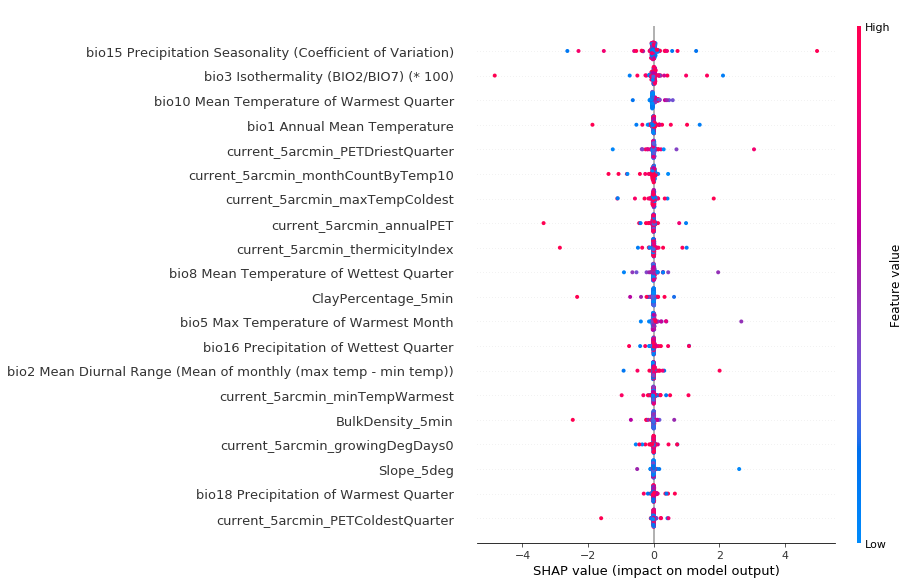 High
bio15 Precipitation Seasonality (Coefficient of Variation)
bio3 Isothermality (BIO2/BIO7) (* 100)
bio10 Mean Temperature of Warmest Quarter
bio1 Annual Mean Temperature
current_5arcmin_PETDriestQuarter
current_5arcmin_monthCountByTemp10
current_5arcmin_maxTempColdest
current_5arcmin_annualPET
current_5arcmin_thermicityIndex
bio8 Mean Temperature of Wettest Quarter
ClayPercentage_5min
bio5 Max Temperature of Warmest Month
bio16 Precipitation of Wettest Quarter
bio2 Mean Diurnal Range (Mean of monthly (max temp - min temp))
current_5arcmin_minTempWarmest
BulkDensity_5min
current_5arcmin_growingDegDays0
Slope_5deg
bio18 Precipitation of Warmest Quarter
current_5arcmin_PETColdestQuarter
Feature value
Low
−4 −2 0 2 4
SHAP value (impact on model output)